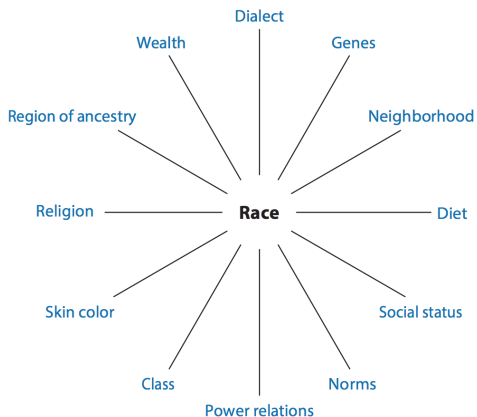 Dialect
Wealth
Genes
Region of ancestry
Neighborhood
Religion
Race
Diet
Skin color
Social status
Class
Norms
Power relations